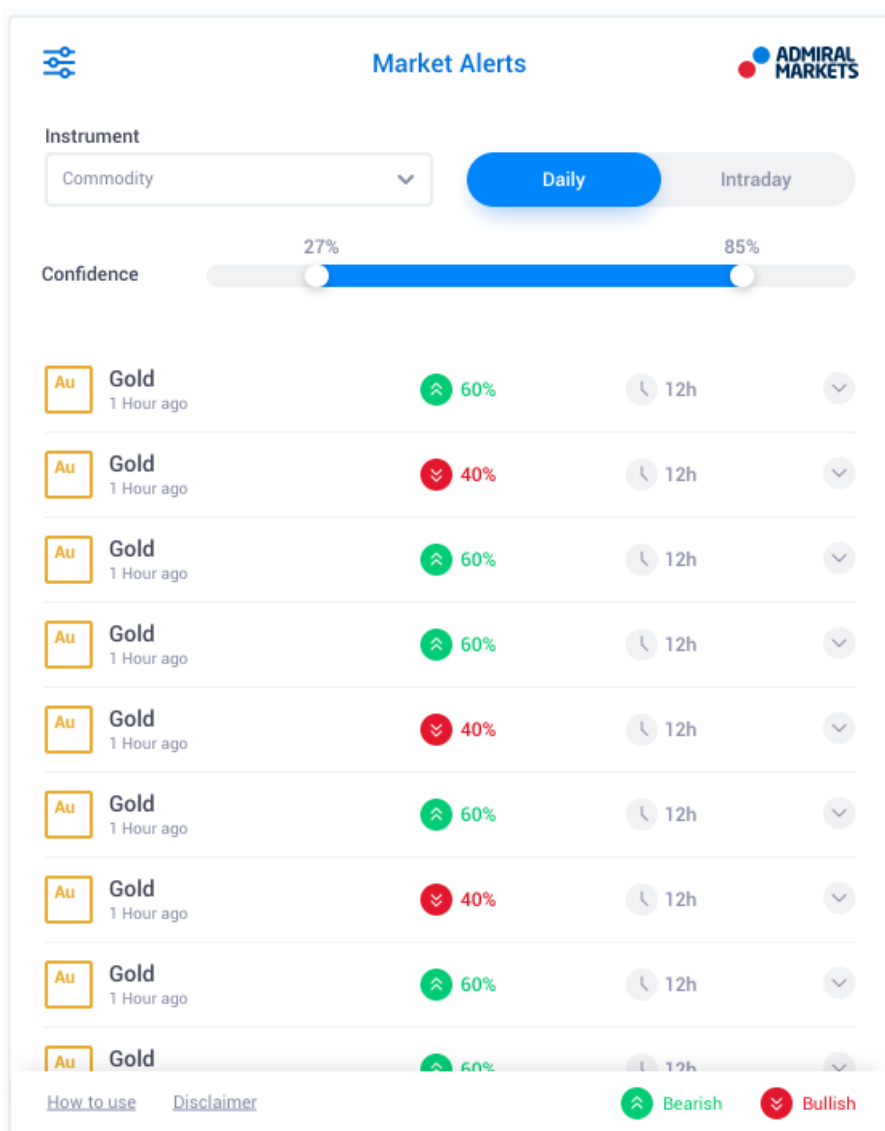 Market Alerts
ADMIRAL
MARKETS
Instrument
Commodity
Daily
Intraday
27%
85%
Confidence
Au
Gold
60%
12h
1 Hour ago
Au
Gold
40%
12h
1 Hour ago
Au
Gold
60%
12h
1 Hour ago
Au
Gold
60%
12h
1 Hour ago
Au
Gold
40%
12h
1 Hour ago
Au
Gold
60%
12h
1 Hour ago
Au
Gold
40%
12h
1 Hour ago
Au
Gold
60%
12h
1 Hour ago
Au
Gold
60%
12h
How to use
Disclaimer
Bearish
Bullish